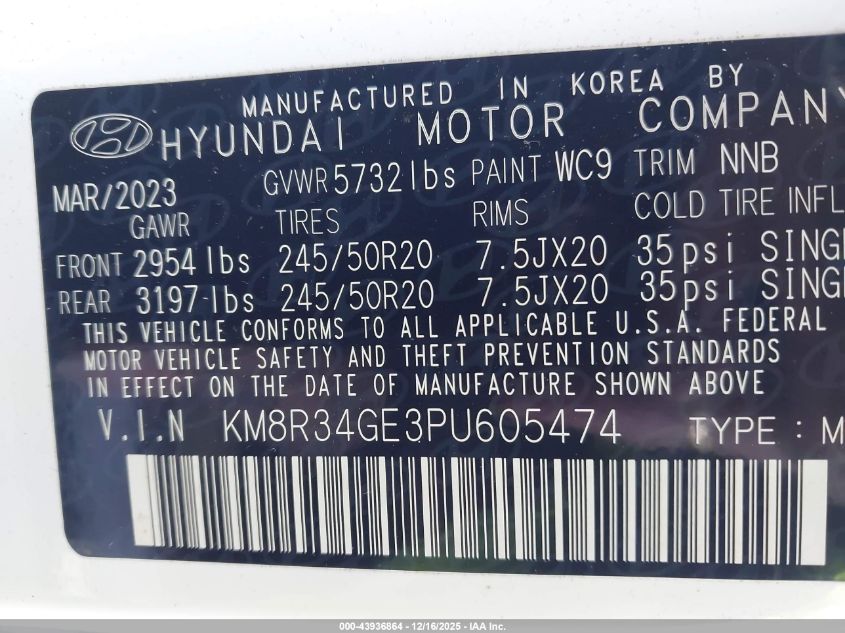 MANUFACTURED IN KOREA BY
HYUNDAI MOTOR COMPANY
MAR/2023 GVWR 5732 lbs PAINT WC9 TRIM NNB
GAWR TIRES RIMS COLD TIRE INFL
FRONT 2954 lbs 245/50R20 7.5JX20 35psi SINGL
REAR 3197 lbs 245/50R20 7.5JX20 35psi SINGL
THIS VEHICLE CONFORMS TO ALL APPLICABLE U.S.A. FEDERAL
MOTOR VEHICLE SAFETY AND THEFT PREVENTION STANDARDS
IN EFFECT ON THE DATE OF MANUFACTURE SHOWN ABOVE
V.I.N KM8R34GE3PU605474 TYPE : M
000-43936864 - 12/16/2025 - IAA Inc.